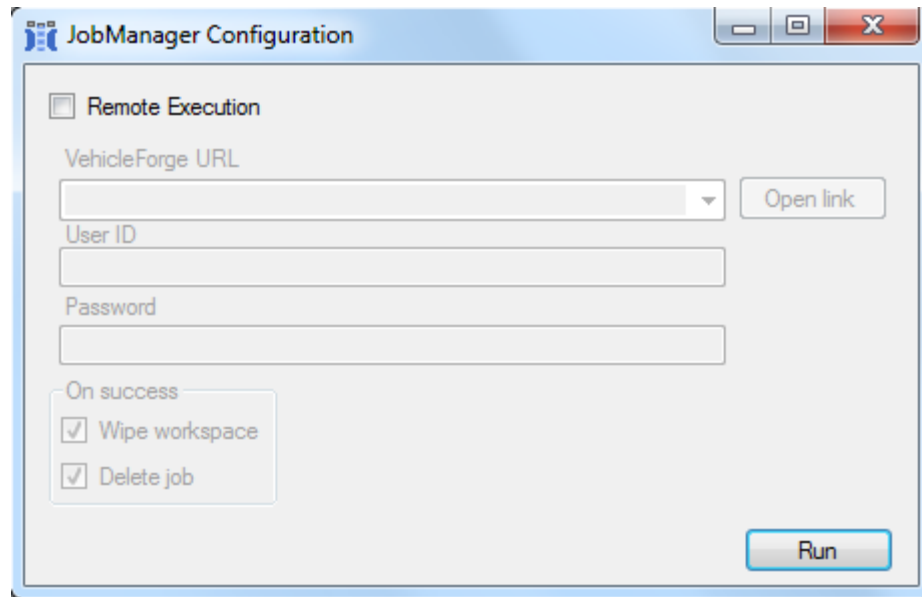 JobManager Configuration
Remote Execution
VehicleForge URL
Open link
User ID
Password
On success
Wipe workspace
Delete job
Run